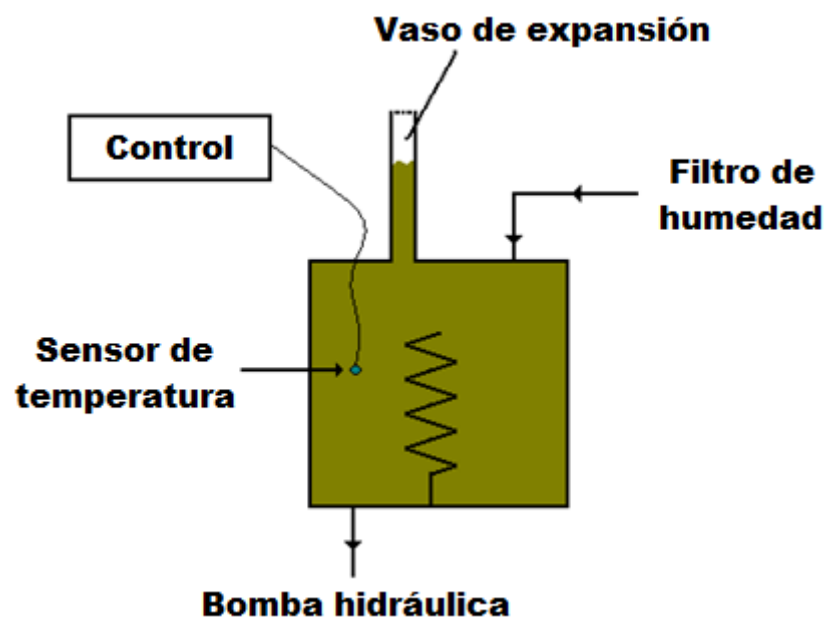 Vaso de expansión
Control
Filtro de
humedad
Sensor de
temperatura
Bomba hidráulica